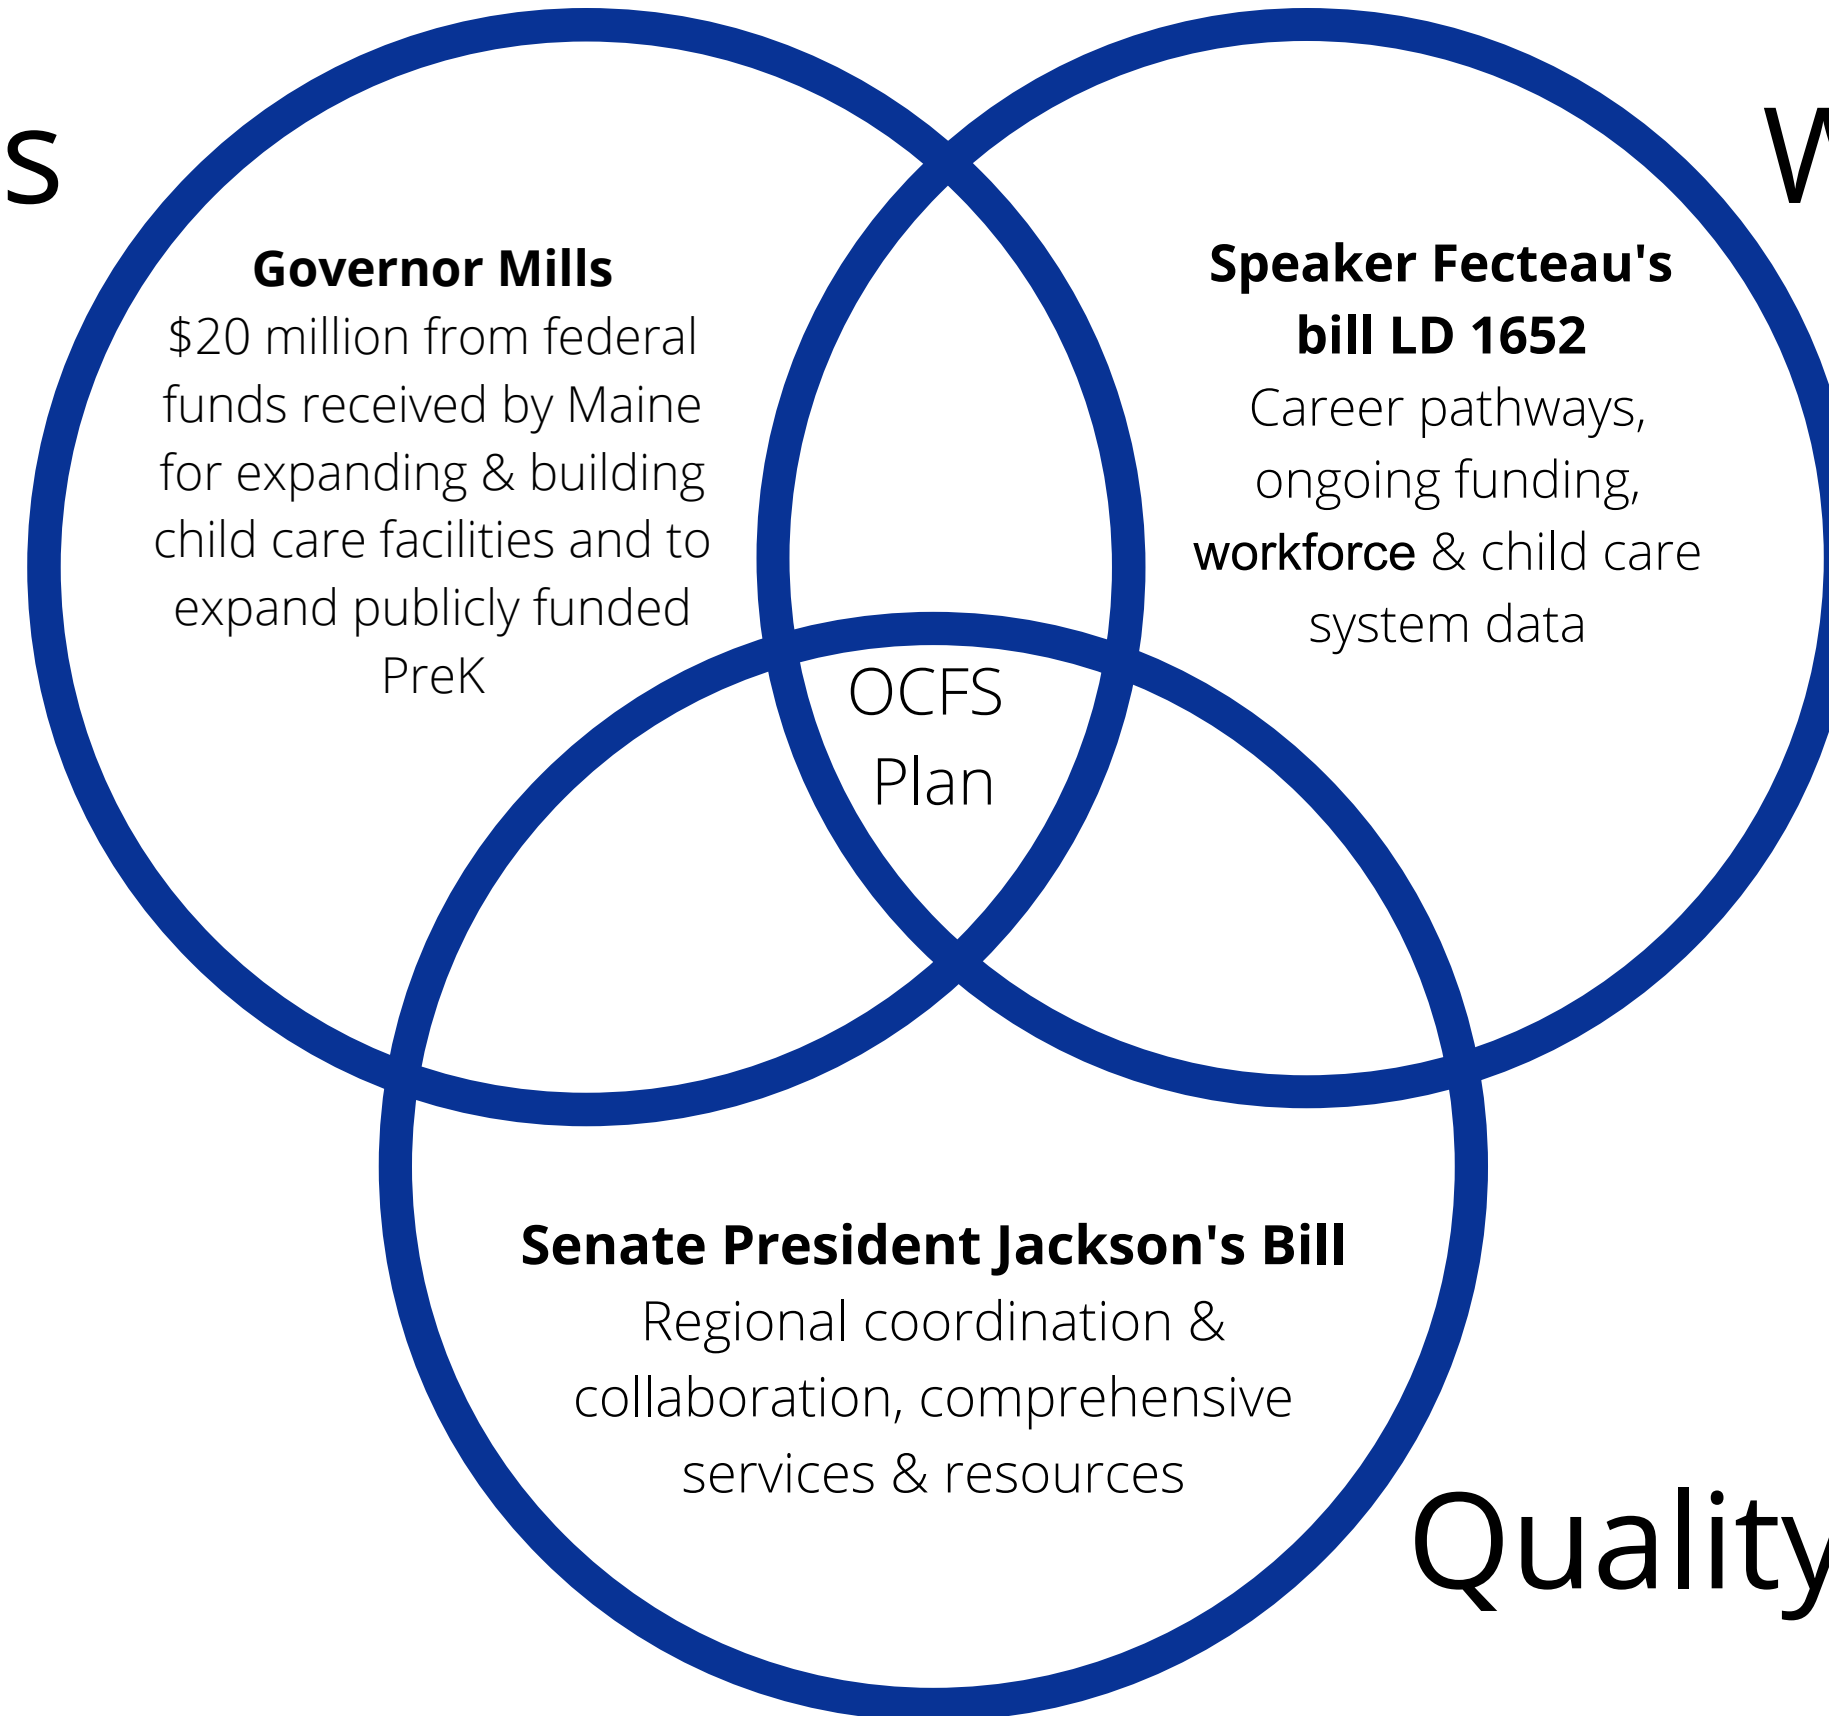 s
W
Governor Mills
$20 million from federal
funds received by Maine
for expanding & building
child care facilities and to
expand publicly funded
PreK
Speaker Fecteau's
bill LD 1652
Career pathways,
ongoing funding,
workforce & child care
system data
OCFS
Plan
Senate President Jackson's Bill
Regional coordination &
collaboration, comprehensive
services & resources
Quality